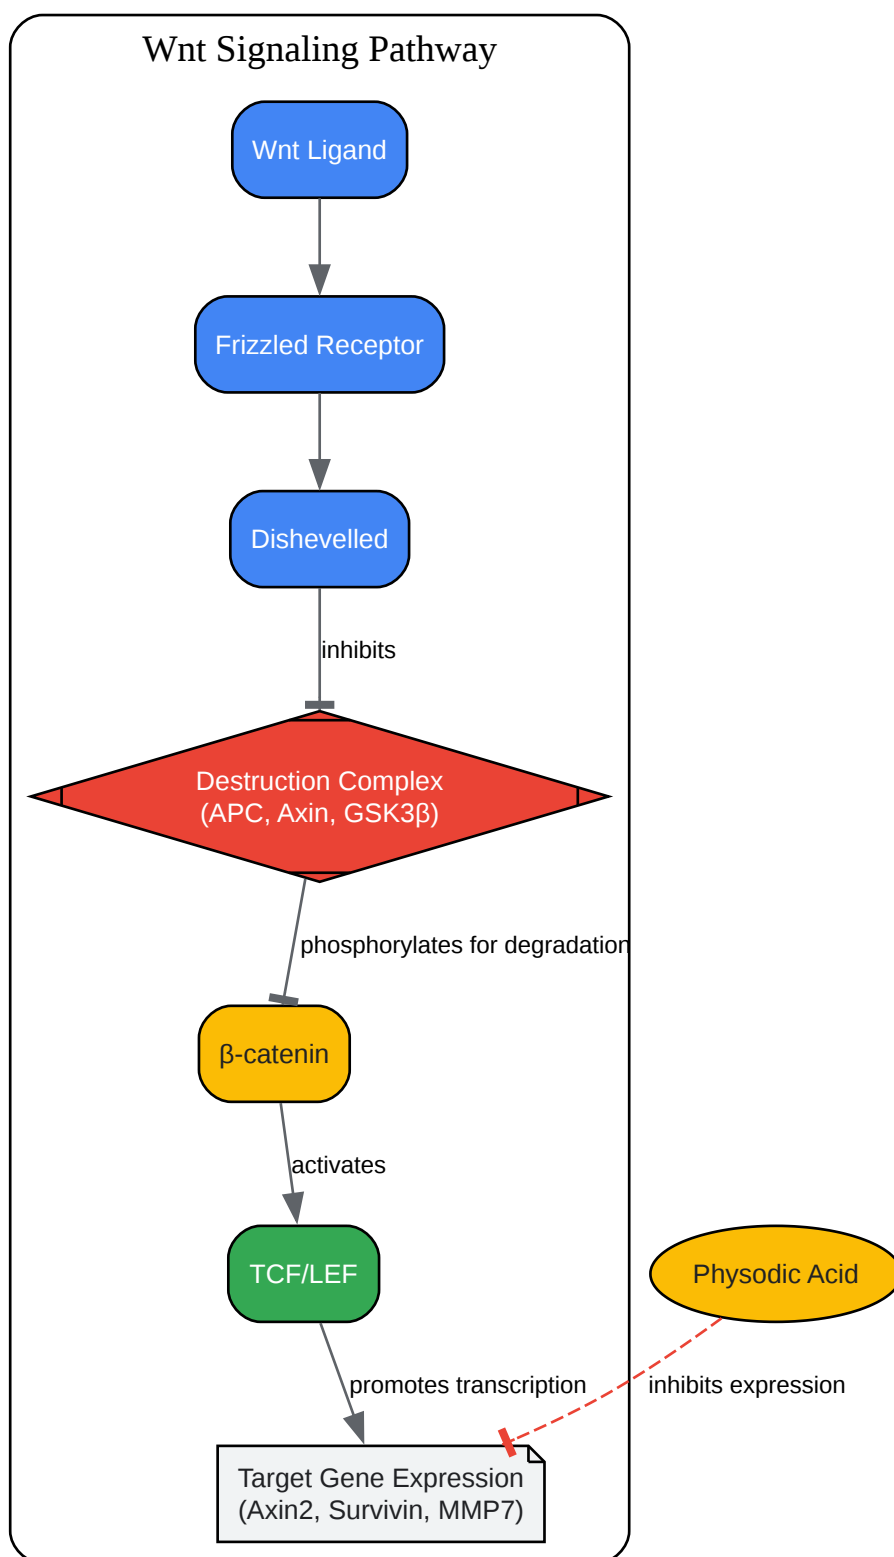 Wnt Signaling Pathway
Wnt Ligand
Frizzled Receptor
Dishevelled
inhibits
Destruction Complex
(APC, Axin, GSK3β)
phosphorylates for degradation
β-catenin
activates
TCF/LEF
Physodic Acid
promotes transcription
inhibits expression
Target Gene Expression
(Axin2, Survivin, MMP7)